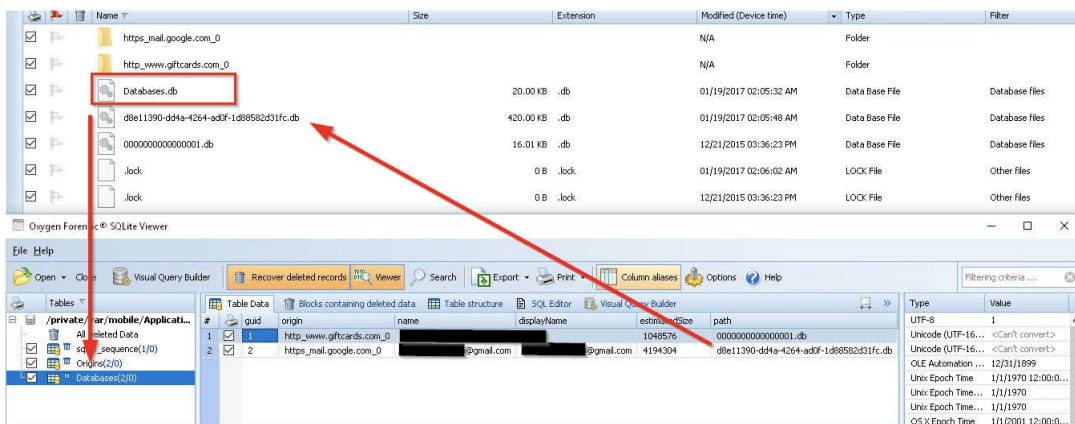 Name Size Extension Modified (Device time) Type Filter
https_mail.google.com_0 N/A Folder
http_www.giftcards.com_0 N/A Folder
Databases.db 20.00 KB .db 01/19/2017 02:05:32 AM Data Base File Database files
d8e11390-dd4a-4264-ad0f-1d88582d31fc.db 420.00 KB .db 01/19/2017 02:05:48 AM Data Base File Database files
0000000000000001.db 16.01 KB .db 12/21/2015 03:36:23 PM Data Base File Database files
.lock 0 B .lock 01/19/2017 02:06:02 AM LOCK File Other files
.lock 0 B .lock 12/21/2015 03:36:23 PM LOCK File Other files
Oxygen Forensic® SQLite Viewer
File Help
Open Close Visual Query Builder Recover deleted records Viewer Search Export Print Column aliases Options Help Filtering criteria ...
Tables Table Data Blocks containing deleted data Table structure SQL Editor Visual Query Builder Type Value
/private/var/mobile/Applicati... # guid origin name displayName estimatedSize path UTF-8 1
All deleted Data 1 1 http_www.giftcards.com_0 1048576 0000000000000001.db Unicode (UTF-16... <Can't convert>
(1/0) 2 2 https_mail.google.com_0 @gmail.com @gmail.com 4194304 d8e11390-dd4a-4264-ad0f-1d88582d31fc.db Unicode (UTF-16... <Can't convert>
Origins(2/0) OLE Automation ... 12/31/1899
Databases(2/0) Unix Epoch Time 1/1/1970 12:00:0...
Unix Epoch Time... 1/1/1970
Unix Epoch Time... 1/1/1970
OS X Epoch Time 1/1/2001 12:00:0...